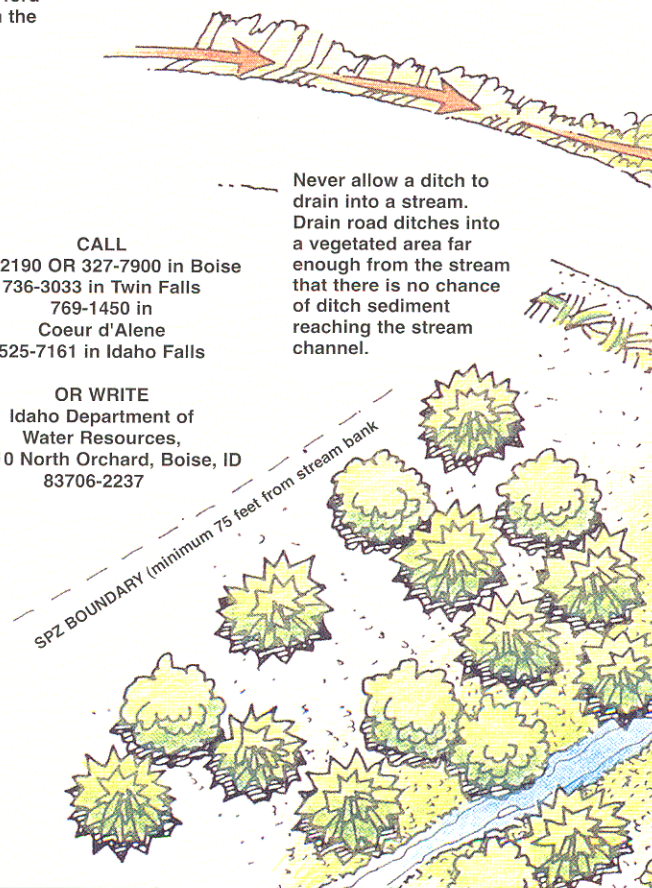 n the
Never allow a ditch to
drain into a stream.
Drain road ditches into
a vegetated area far
enough from the stream
that there is no chance
of ditch sediment
reaching the stream
channel.
CALL
2190 OR 327-7900 in Boise
736-3033 in Twin Falls
769-1450 in
Coeur d'Alene
525-7161 in Idaho Falls
OR WRITE
Idaho Department of
Water Resources,
0 North Orchard, Boise, ID
83706-2237
SPZ BOUNDARY (minimum 75 feet from stream bank